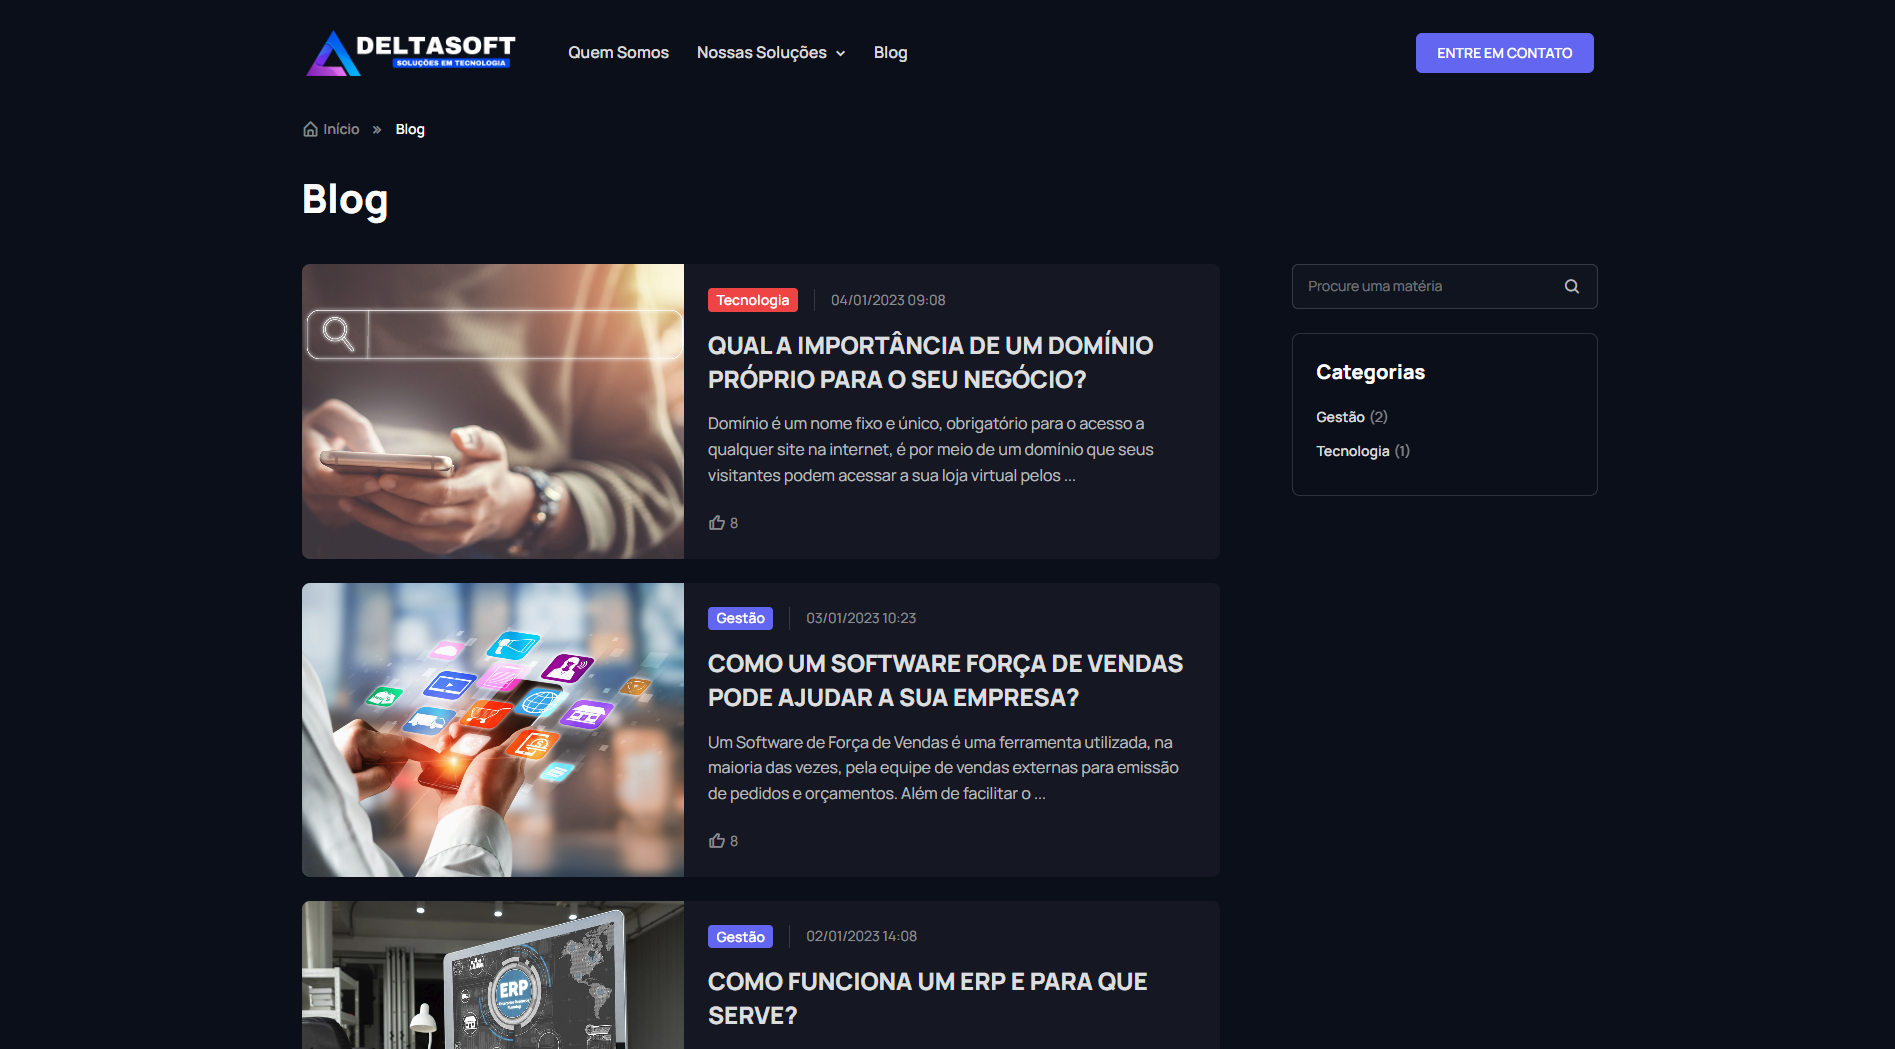 DELTASOFT
SOLUÇÕES EM TECNOLOGIA
Quem Somos
Nossas Soluções
Blog
ENTRE EM CONTATO
Início » Blog
Blog
Tecnologia
04/01/2023 09:08
QUAL A IMPORTÂNCIA DE UM DOMÍNIO
PRÓPRIO PARA O SEU NEGÓCIO?
Domínio é um nome fixo e único, obrigatório para o acesso a
qualquer site na internet, é por meio de um domínio que seus
visitantes podem acessar a sua loja virtual pelos ...
8
Procure uma matéria
Categorias
Gestão (2)
Tecnologia (1)
Gestão
03/01/2023 10:23
COMO UM SOFTWARE FORÇA DE VENDAS
PODE AJUDAR A SUA EMPRESA?
Um Software de Força de Vendas é uma ferramenta utilizada, na
maioria das vezes, pela equipe de vendas externas para emissão
de pedidos e orçamentos. Além de facilitar o ...
8
ERP
Gestão
02/01/2023 14:08
COMO FUNCIONA UM ERP E PARA QUE
SERVE?